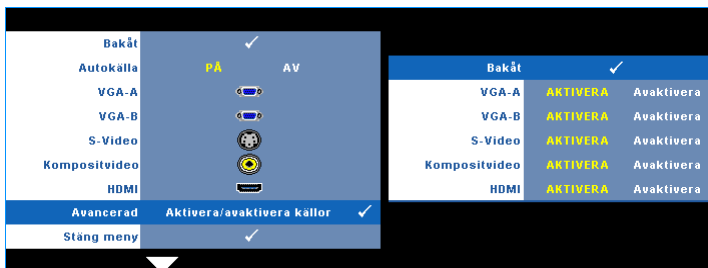 Bakåt
Autokälla PÅ AV
VGA-A
VGA-B
S-Video
Kompositvideo
HDMI
Avancerad Aktivera/avaktivera källor
Stäng meny
Bakåt
VGA-A AKTIVERA Avaktivera
VGA-B AKTIVERA Avaktivera
S-Video AKTIVERA Avaktivera
Kompositvideo AKTIVERA Avaktivera
HDMI AKTIVERA Avaktivera